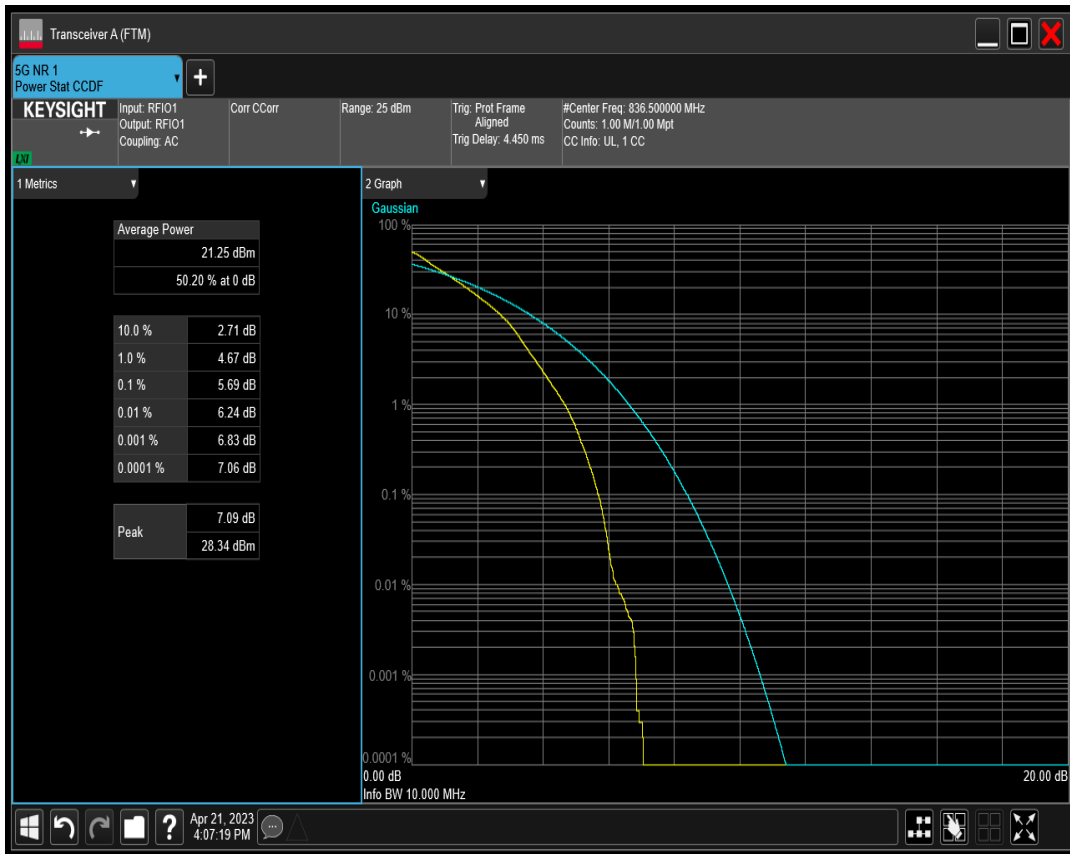 Transceiver A (FTM)
5G NR 1
Power Stat CCDF
KEYSIGHT
LXI
Input: RFIO1
Output: RFIO1
Coupling: AC
Corr CCorr
Range: 25 dBm
Trig: Prot Frame
Aligned
Trig Delay: 4.450 ms
#Center Freq: 836.500000 MHz
Counts: 1.00 M/1.00 Mpt
CC Info: UL, 1 CC
1 Metrics
Average Power
21.25 dBm
50.20 % at 0 dB
10.0 % 2.71 dB
1.0 % 4.67 dB
0.1 % 5.69 dB
0.01 % 6.24 dB
0.001 % 6.83 dB
0.0001 % 7.06 dB
Peak
7.09 dB
28.34 dBm
2 Graph
Gaussian
100 %
10 %
1 %
0.1 %
0.01 %
0.001 %
0.0001 %
0.00 dB 20.00 dB
Info BW 10.000 MHz
Apr 21, 2023
4:07:19 PM